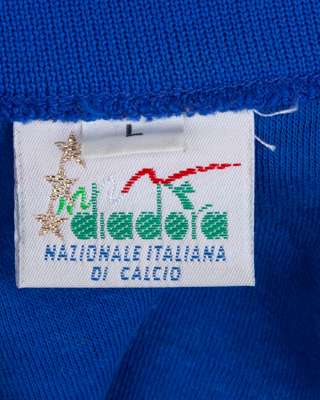 L
diadora
NAZIONALE ITALIANA
DI CALCIO